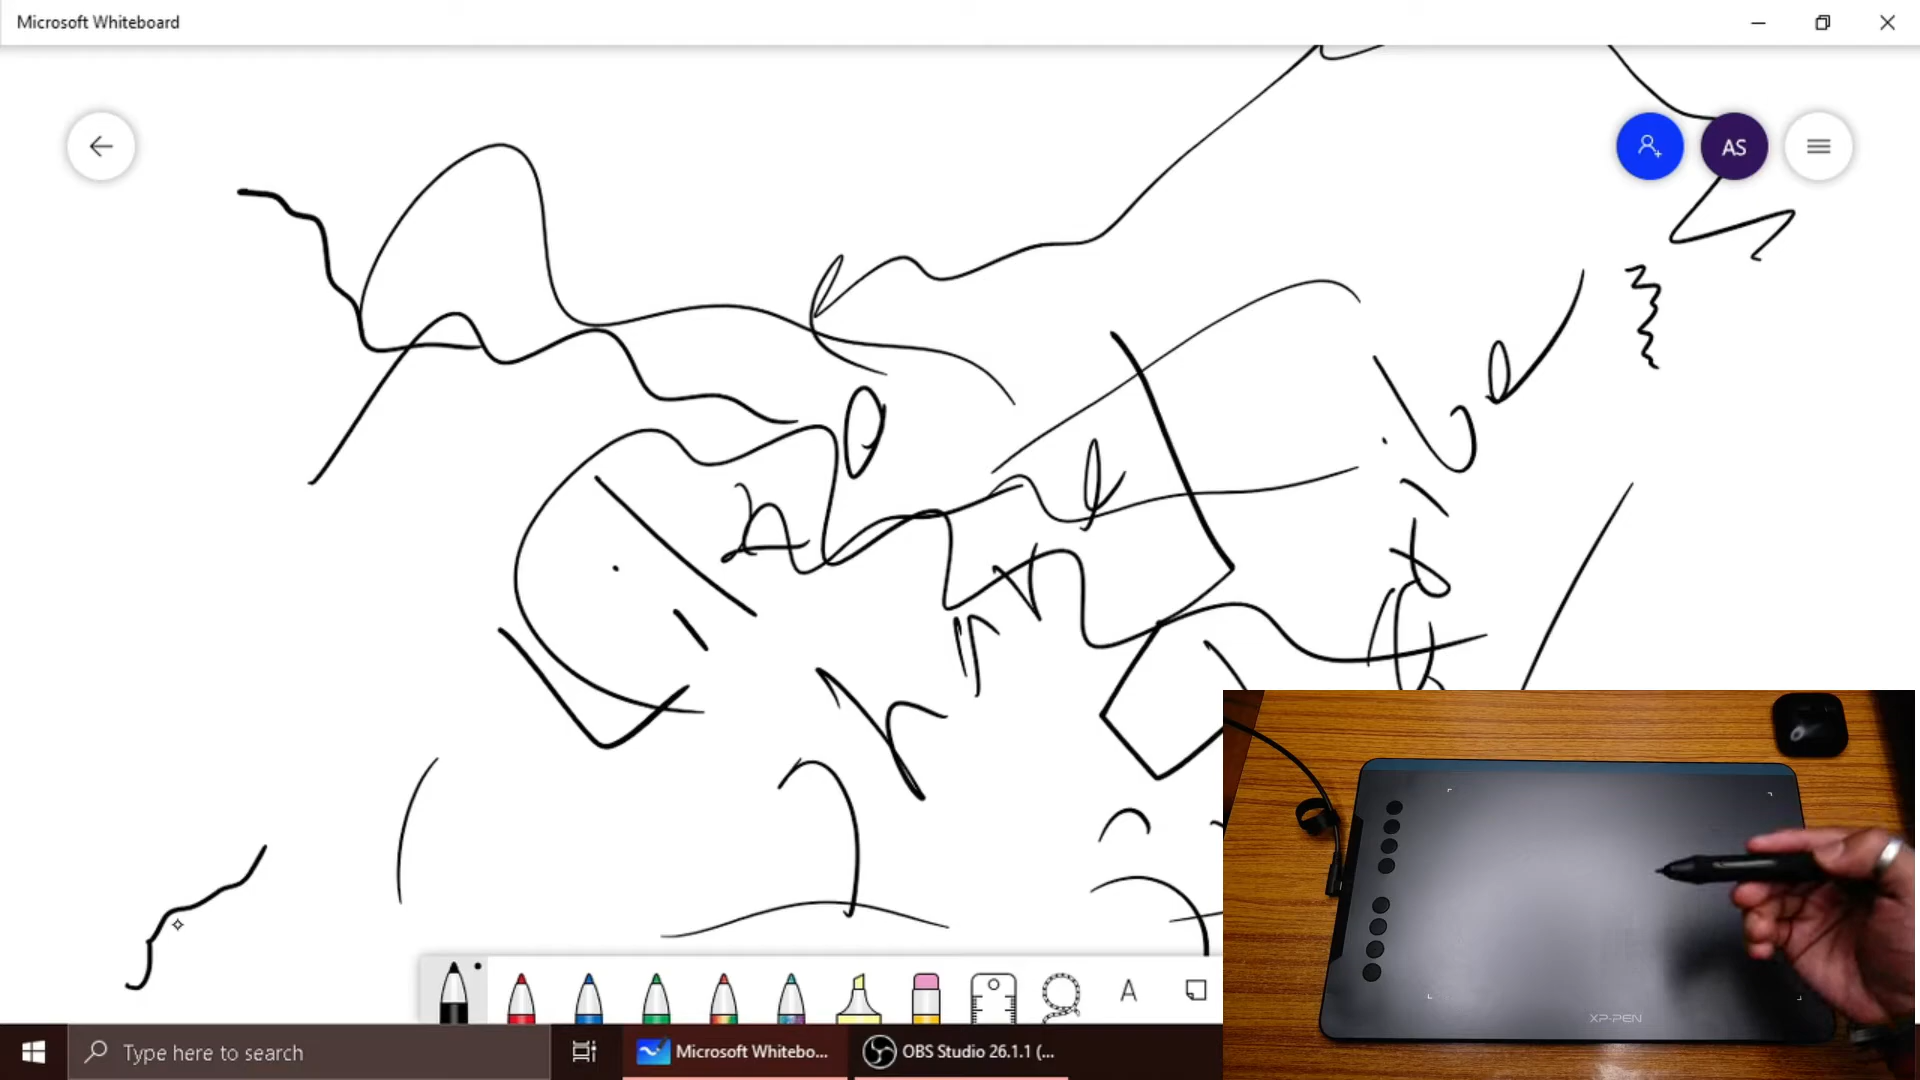 Microsoft Whiteboard
AS
A
XP-PEN
Type here to search
Microsoft Whitebo...
OBS Studio 26.1.1 (...